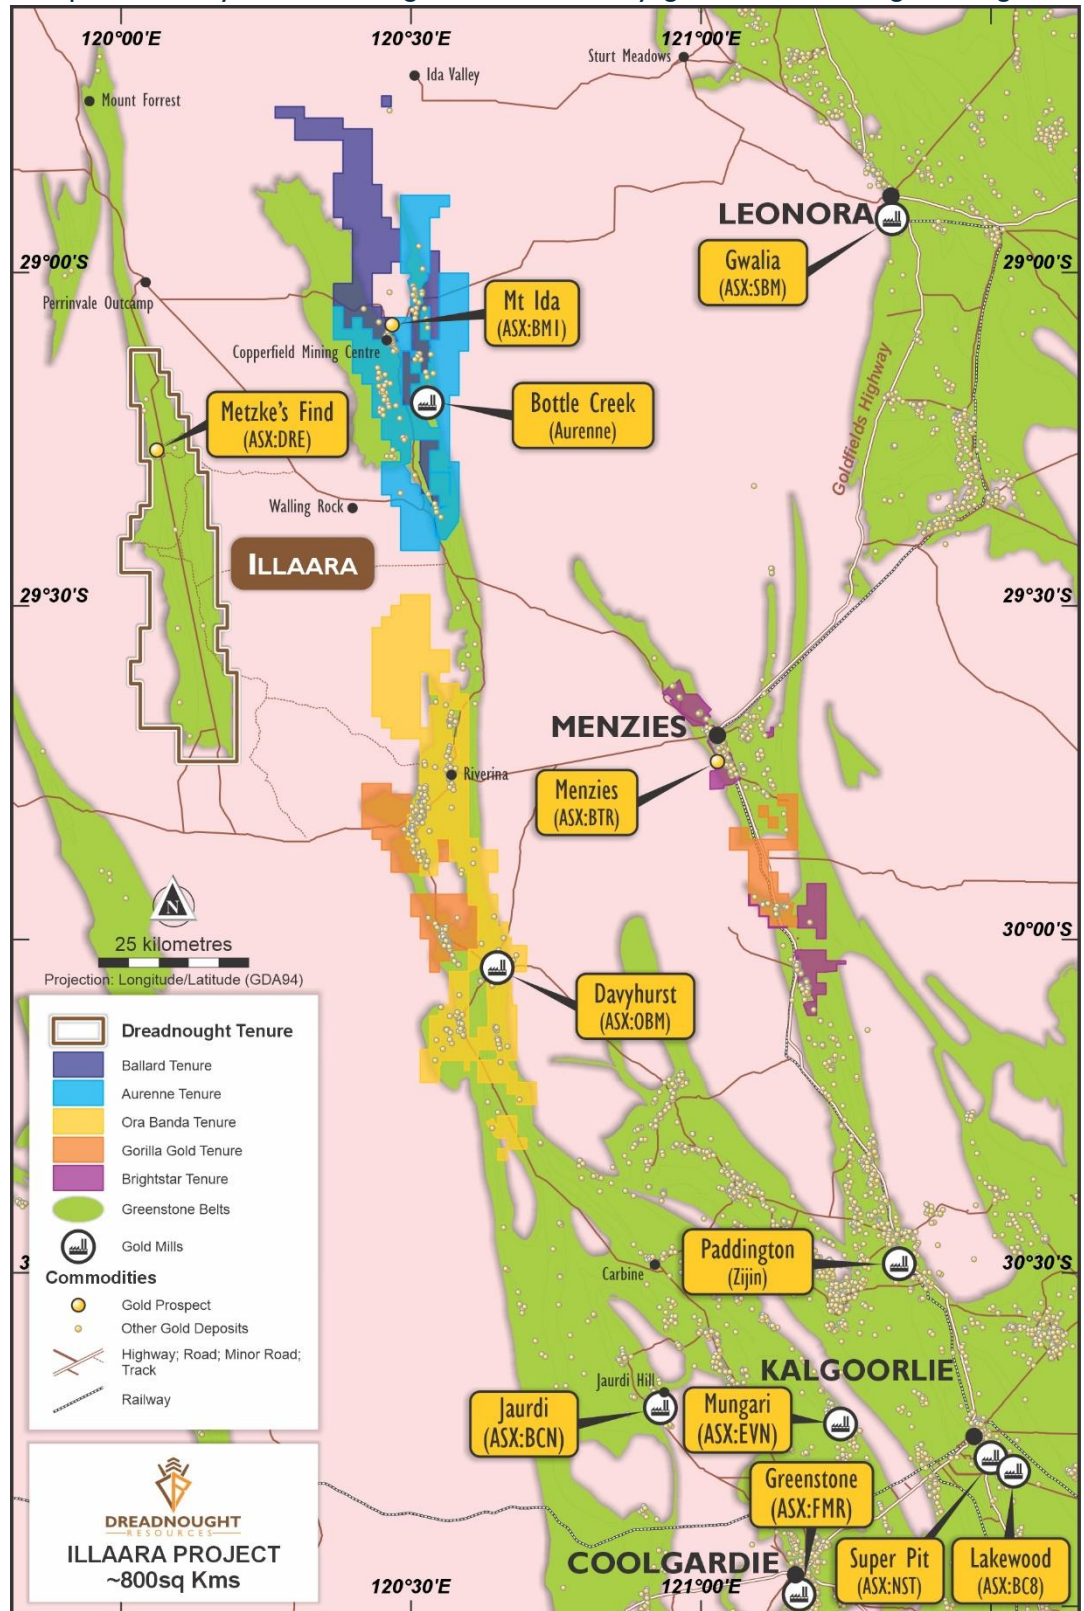 120°00'E
120°30'E
121°00'E
Sturt Meadows
Ida Valley
Mount Forrest
LEONORA
Gwalia
(ASX:SBM)
29°00'S
29°00'S
Perrinvale Outcamp
Mt Ida
(ASX:BM1)
Copperfield Mining Centre
Metzke's Find
(ASX:DRE)
Bottle Creek
(Aurenne)
Goldfields Highway
Walling Rock
ILLAARA
29°30'S
29°30'S
MENZIES
Riverina
Menzies
(ASX:BTR)
N
25 kilometres
Projection: Longitude/Latitude (GDA94)
30°00'S
Davyhurst
(ASX:OBM)
Dreadnought Tenure
Ballard Tenure
Aurenne Tenure
Ora Banda Tenure
Gorilla Gold Tenure
Brightstar Tenure
Greenstone Belts
Gold Mills
Commodities
Gold Prospect
Other Gold Deposits
Highway; Road; Minor Road;
Track
Railway
Paddington
(Zijin)
Carbine
30°30'S
KALGOORLIE
Jaurdi Hill
Jaurdi
(ASX:BCN)
Mungari
(ASX:EVN)
Greenstone
(ASX:FMR)
DREADNOUGHT
RESOURCES
ILLAARA PROJECT
~800sq Kms
COOLGARDIE
Super Pit
(ASX:NST)
Lakewood
(ASX:BC8)
120°30'E
121°00'E